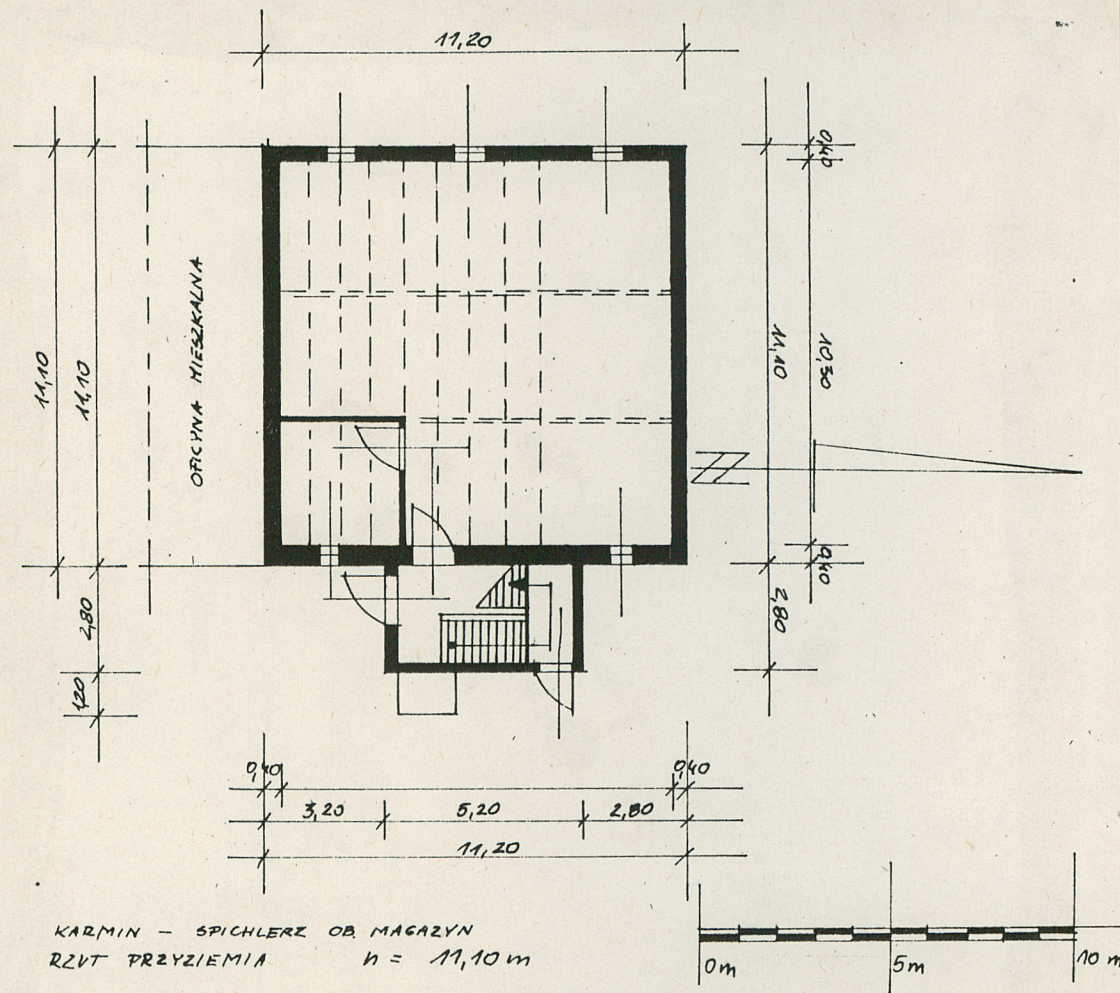 11,20
0,40
11,10
11,10
OFICYNA MIESZKALNA
11,10
10,30
0,40
2,80
2,80
1,20
0,40
0,40
3,20
5,20
2,80
11,20
KARMIN – SPICHLERZ OB. MAGAZYN
RZUT PRZYZIEMIA h = 11,10 m
0m
5m
10 m